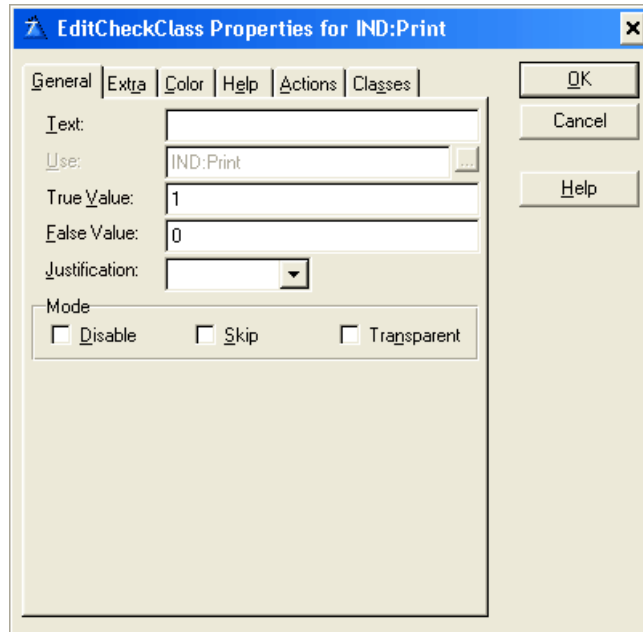 EditCheckClass Properties for IND:Print
General Extra Color Help Actions Classes
OK
Text:
Cancel
Use: IND:Print ...
True Value: 1
Help
False Value: 0
Justification:
Mode
Disable Skip Transparent